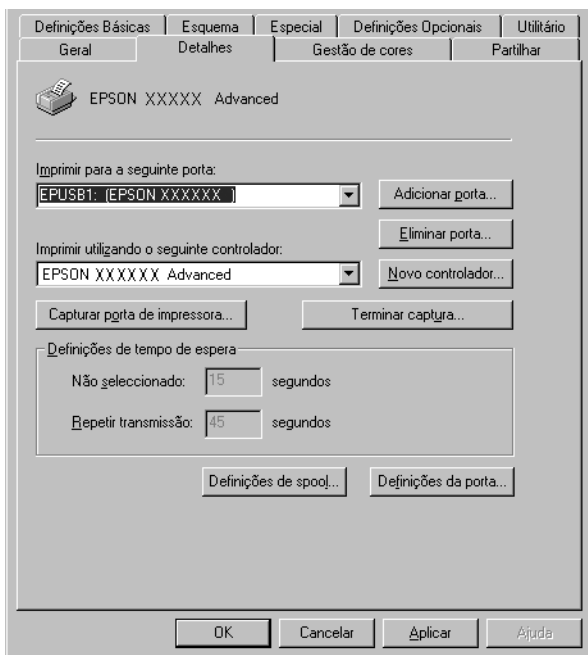 Definições Básicas Esquema Especial Definições Opcionais Utilitário
Geral Detalhes Gestão de cores Partilhar
EPSON XXXXX Advanced
Imprimir para a seguinte porta:
EPUSB1: (EPSON XXXXXX )
Adicionar porta...
Eliminar porta...
Imprimir utilizando o seguinte controlador:
EPSON XXXXXX Advanced
Novo controlador...
Capturar porta de impressora... Terminar captura...
Definições de tempo de espera
Não seleccionado: 15 segundos
Repetir transmissão: 45 segundos
Definições de spool... Definições da porta...
OK Cancelar Aplicar Ajuda